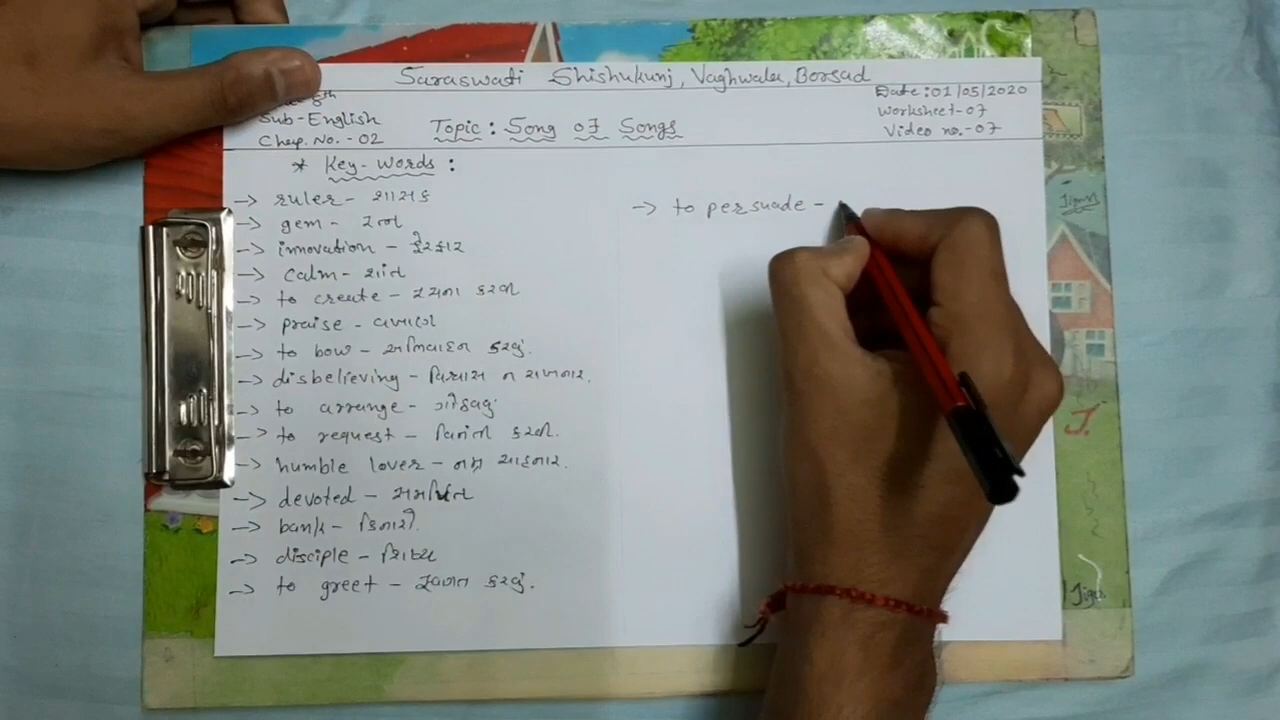 Saraswati Shishukunj, Vaghwala, Borsad
Date:01/05/2020
Sub-English
Worksheet-07
Chap. No. - 02
Topic: Song of Songs
Video no.-07
* Key-words :
→ ruler - શાસક
→ gem - રત્ન
→ innovation - ફેરફાર
→ calm - શાંત
→ to create - રચના કરવી
→ praise - વખાણ
→ to bow - અભિવાદન કરવું.
→ disbelieving - વિશ્વાસ ન રાખનાર.
→ to arrange - ગોઠવવું
→ to request - વિનંતી કરવી.
→ humble lover - નમ્ર ચાહનાર.
→ devoted - સમર્પિત
→ bank - કિનારો.
→ disciple - શિષ્ય
→ to greet - સ્વાગત કરવું.
→ to persuade -
Jignu
J.